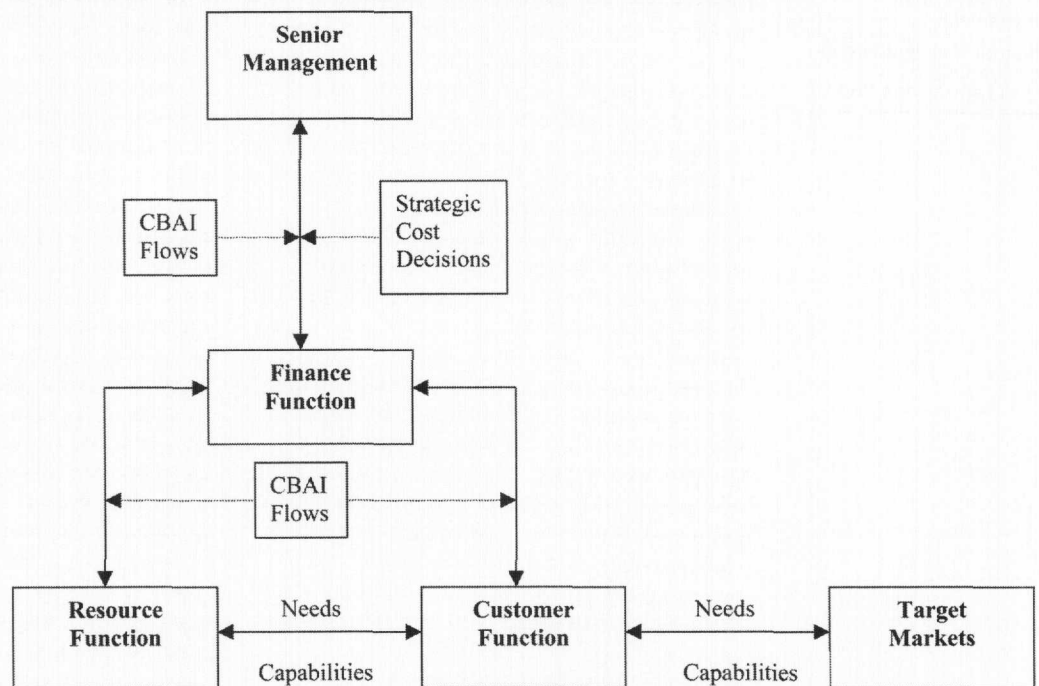 Senior
Management
CBAI
Flows
Strategic
Cost
Decisions
Finance
Function
CBAI
Flows
Resource
Function
Needs
Capabilities
Customer
Function
Needs
Capabilities
Target
Markets